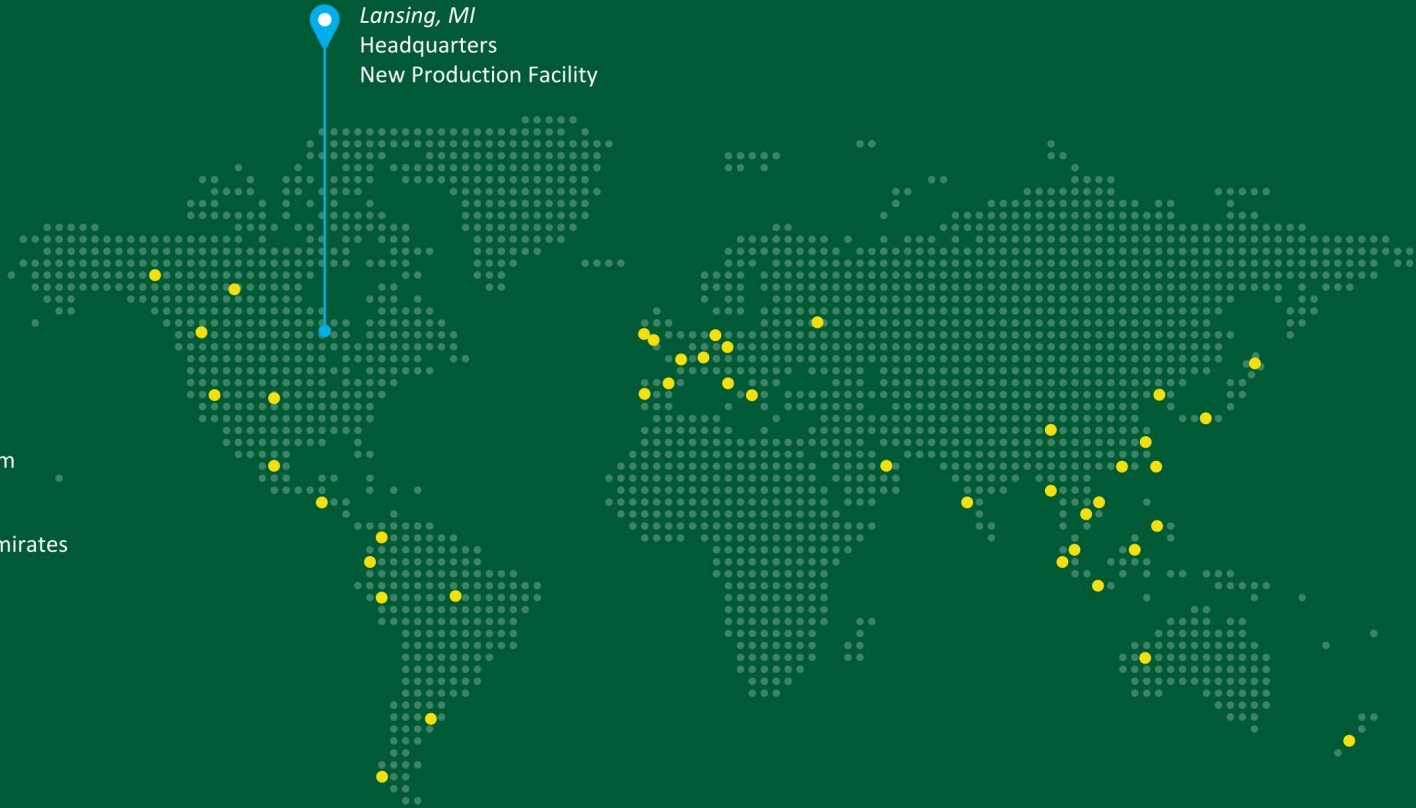 Lansing, MI
Headquarters
New Production Facility
m
mirates